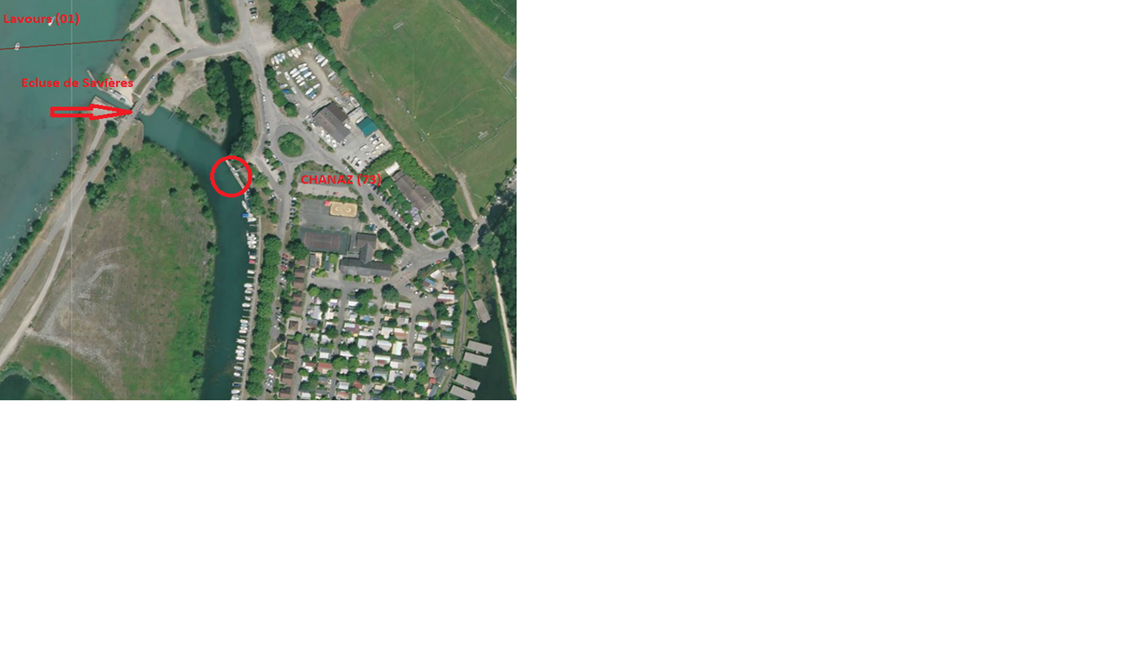 Lavours (01)
Ecluse de Savières
CHANAZ (73)